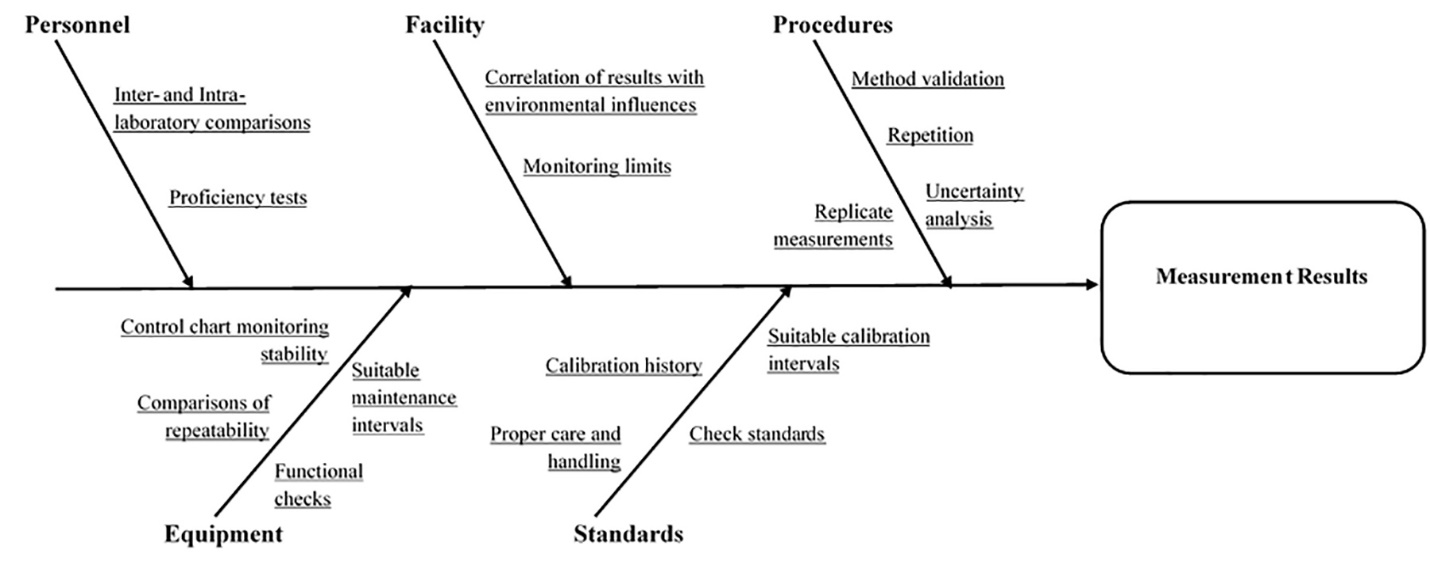 Personnel
Facility
Procedures
Inter- and Intra-
laboratory comparisons
Proficiency tests
Correlation of results with
environmental influences
Monitoring limits
Method validation
Repetition
Uncertainty
analysis
Replicate
measurements
Measurement Results
Control chart monitoring
stability
Comparisons of
repeatability
Suitable
maintenance
intervals
Functional
checks
Equipment
Calibration history
Proper care and
handling
Suitable calibration
intervals
Check standards
Standards